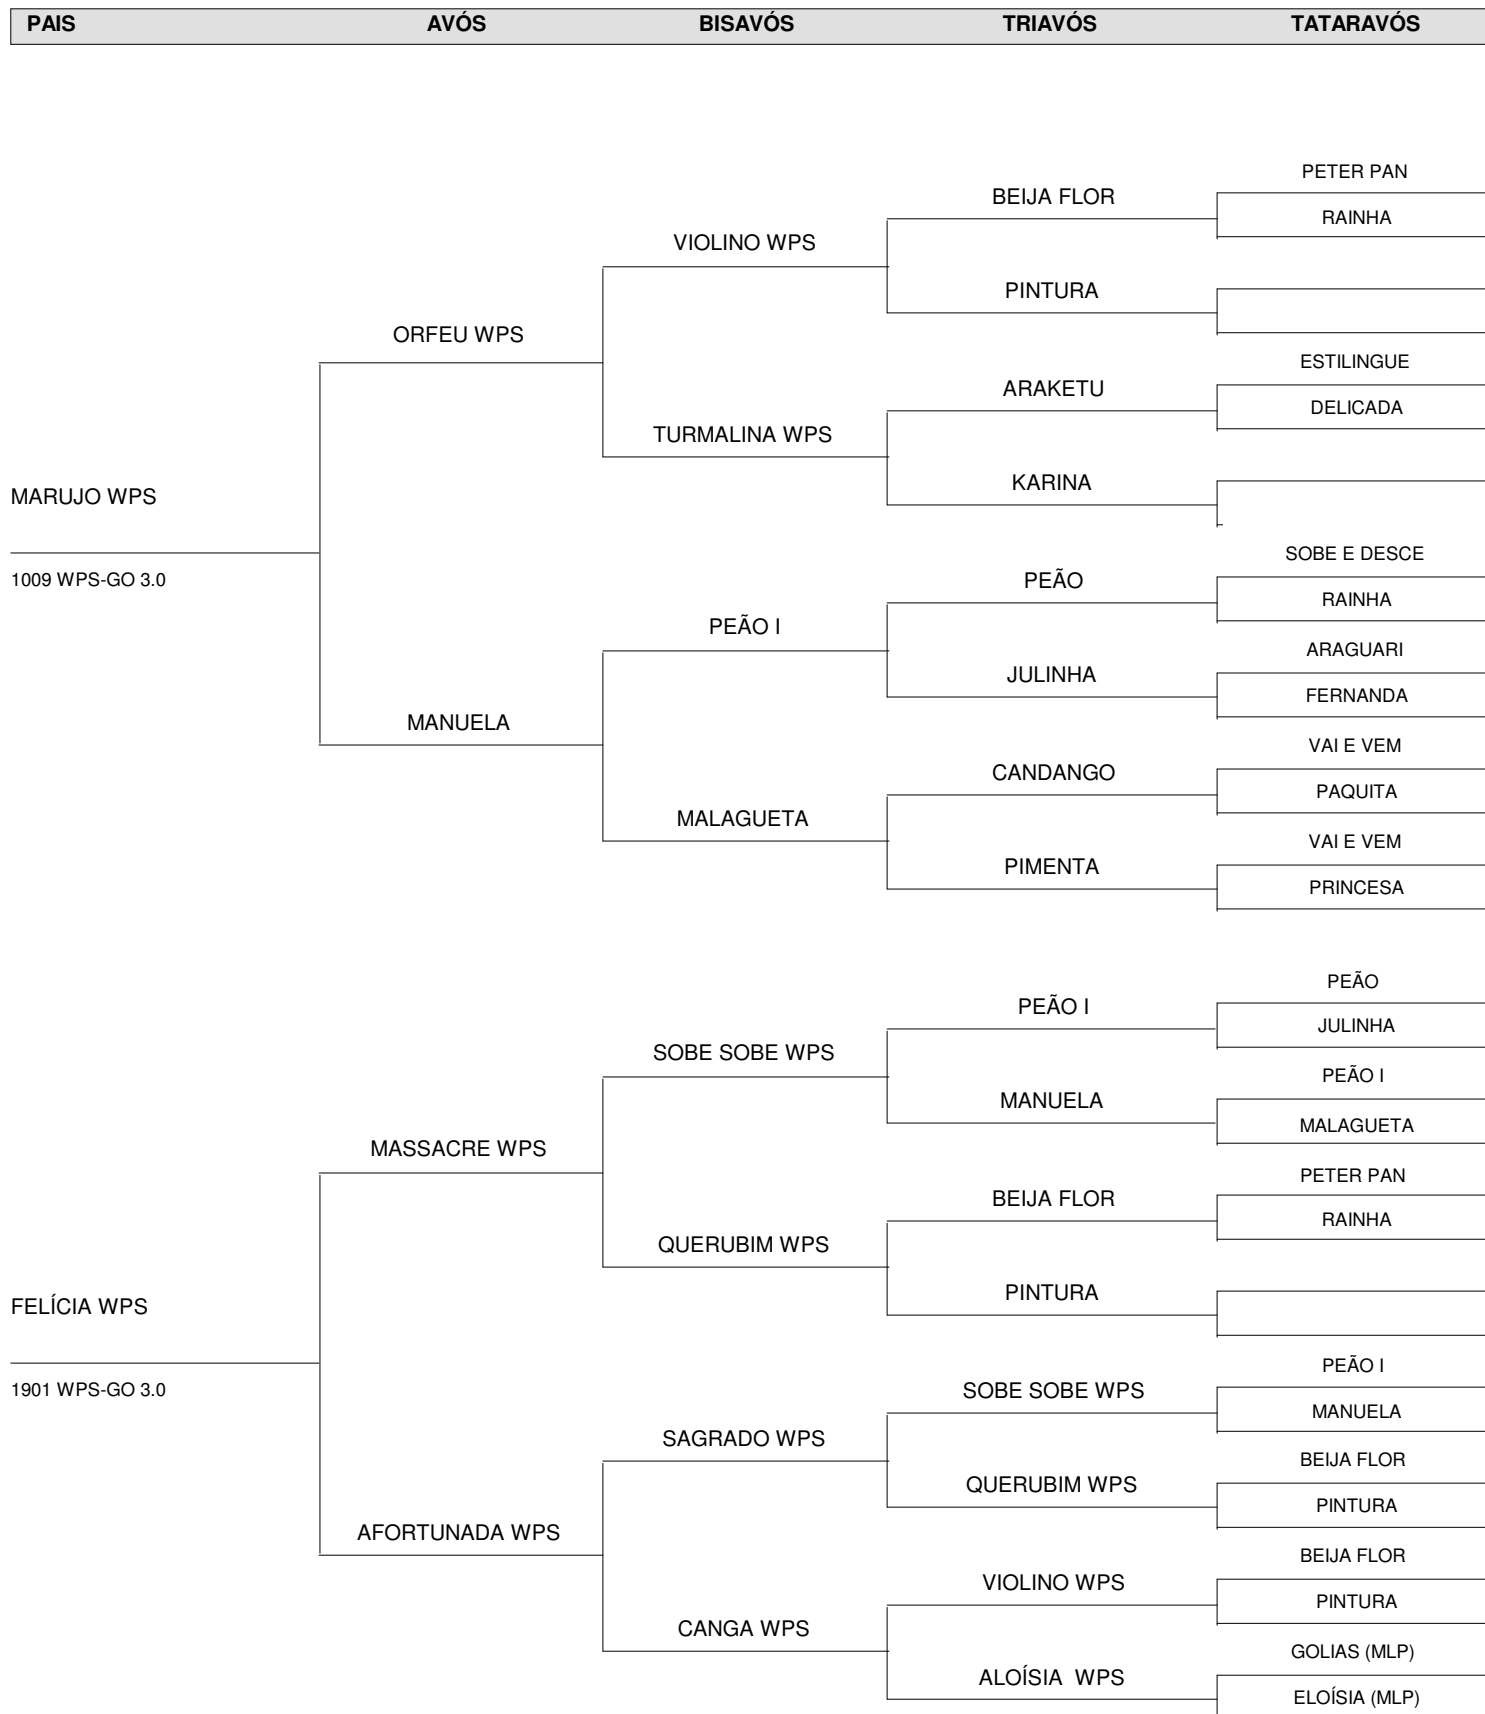 PAIS AVÓS BISAVÓS TRIAVÓS TATARAVÓS
PETER PAN
BEIJA FLOR
RAINHA
VIOLINO WPS
PINTURA
ORFEU WPS
ESTILINGUE
ARAKETU
DELICADA
TURMALINA WPS
KARINA
MARUJO WPS
SOBE E DESCE
1009 WPS-GO 3.0
PEÃO
RAINHA
PEÃO I
ARAGUARI
JULINHA
FERNANDA
MANUELA
VAI E VEM
CANDANGO
PAQUITA
MALAGUETA
VAI E VEM
PIMENTA
PRINCESA
PEÃO
PEÃO I
JULINHA
SOBE SOBE WPS
PEÃO I
MANUELA
MALAGUETA
MASSACRE WPS
PETER PAN
BEIJA FLOR
RAINHA
QUERUBIM WPS
PINTURA
FELÍCIA WPS
PEÃO I
1901 WPS-GO 3.0
SOBE SOBE WPS
MANUELA
SAGRADO WPS
BEIJA FLOR
QUERUBIM WPS
PINTURA
AFORTUNADA WPS
BEIJA FLOR
VIOLINO WPS
PINTURA
CANGA WPS
GOLIAS (MLP)
ALOÍSIA WPS
ELOÍSIA (MLP)